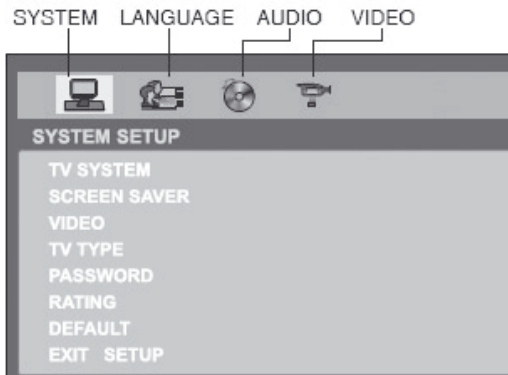 SYSTEM LANGUAGE AUDIO VIDEO
SYSTEM SETUP
TV SYSTEM
SCREEN SAVER
VIDEO
TV TYPE
PASSWORD
RATING
DEFAULT
EXIT SETUP